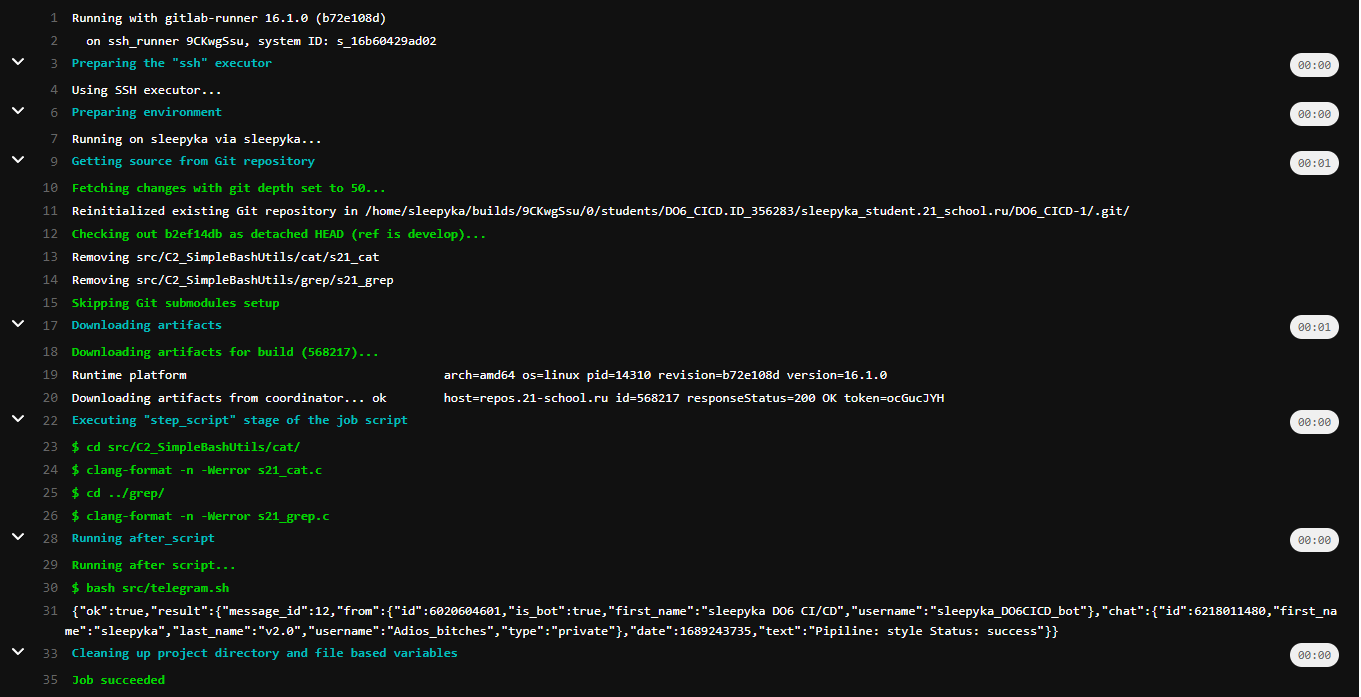 1 Running with gitlab-runner 16.1.0 (b72e108d)
2 on ssh_runner 9CKwgSsu, system ID: s_16b60429ad02
3 Preparing the "ssh" executor 00:00
4 Using SSH executor...
6 Preparing environment 00:00
7 Running on sleepyka via sleepyka...
9 Getting source from Git repository 00:01
10 Fetching changes with git depth set to 50...
11 Reinitialized existing Git repository in /home/sleepyka/builds/9CKwgSsu/0/students/DO6_CICD.ID_356283/sleepyka_student.21_school.ru/DO6_CICD-1/.git/
12 Checking out b2ef14db as detached HEAD (ref is develop)...
13 Removing src/C2_SimpleBashUtils/cat/s21_cat
14 Removing src/C2_SimpleBashUtils/grep/s21_grep
15 Skipping Git submodules setup
17 Downloading artifacts 00:01
18 Downloading artifacts for build (568217)...
19 Runtime platform arch=amd64 os=linux pid=14310 revision=b72e108d version=16.1.0
20 Downloading artifacts from coordinator... ok host=repos.21-school.ru id=568217 responseStatus=200 OK token=ocGucJYH
22 Executing "step_script" stage of the job script 00:00
23 $ cd src/C2_SimpleBashUtils/cat/
24 $ clang-format -n -Werror s21_cat.c
25 $ cd ../grep/
26 $ clang-format -n -Werror s21_grep.c
28 Running after_script 00:00
29 Running after script...
30 $ bash src/telegram.sh
31 {"ok":true,"result":{"message_id":12,"from":{"id":6020604601,"is_bot":true,"first_name":"sleepyka DO6 CI/CD","username":"sleepyka_DO6CICD_bot"},"chat":{"id":6218011480,"first_na
me":"sleepyka","last_name":"v2.0","username":"Adios_bitches","type":"private"},"date":1689243735,"text":"Pipiline: style Status: success"}}
33 Cleaning up project directory and file based variables 00:00
35 Job succeeded